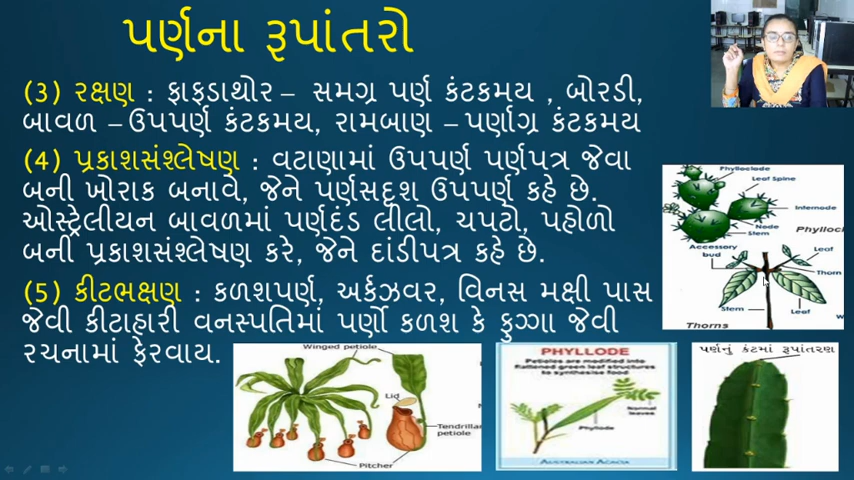 પર્ણના રૂપાંતરો
(૩) રક્ષણ : ફાફડાથોર – સમગ્ર પર્ણ કંટકમય , બોરડી,
બાવળ – ઉપપર્ણ કંટકમય, રામબાણ – પર્ણાગ્ર કંટકમય
(4) પ્રકાશસંશ્લેષણ : વટાણામાં ઉપપર્ણ પર્ણપત્ર જેવા
બની ખોરાક બનાવે, જેને પર્ણસદૃશ ઉપપર્ણ કહે છે.
ઓસ્ટ્રેલીયન બાવળમાં પર્ણદંડ લીલો, ચપટો, પહોળો
બની પ્રકાશસંશ્લેષણ કરે, જેને દાંડીપત્ર કહે છે.
(5) કીટભક્ષણ : કળશપર્ણ, અર્કઝવર, વિનસ મક્ષી પાસ
જેવી કીટાહારી વનસ્પતિમાં પર્ણો કળશ કે ફુગ્ગા જેવી
રચનામાં ફેરવાય.
Phylloclade
Leaf Spine
Internode
Node
Stem
Phylloc
Accessory
bud
Leaf
Thorn
Stem
Leaf
Thorns
W
Winged petiole
Lid
Tendrillar
petiole
Pitcher
PHYLLODE
Petioles are modified into
flattened green leaf structures
to synthesise food
Normal
leaves
Phyllode
AUSTRALIAN ACACIA
પર્ણનું કંટમાં રૂપાંતરણ